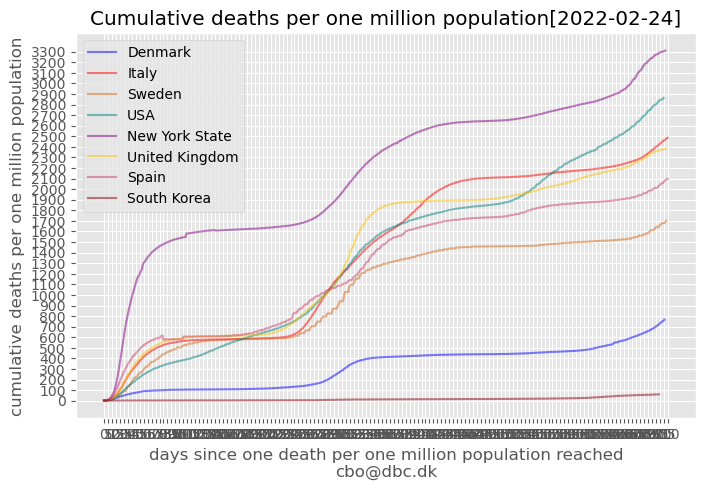 Cumulative deaths per one million population[2022-02-24]
Denmark
Italy
Sweden
USA
New York State
United Kingdom
Spain
South Korea
cumulative deaths per one million population
3300
3200
3100
3000
2900
2800
2700
2600
2500
2400
2300
2200
2100
2000
1900
1800
1700
1600
1500
1400
1300
1200
1100
1000
900
800
700
600
500
400
300
200
100
0
days since one death per one million population reached
cbo@dbc.dk